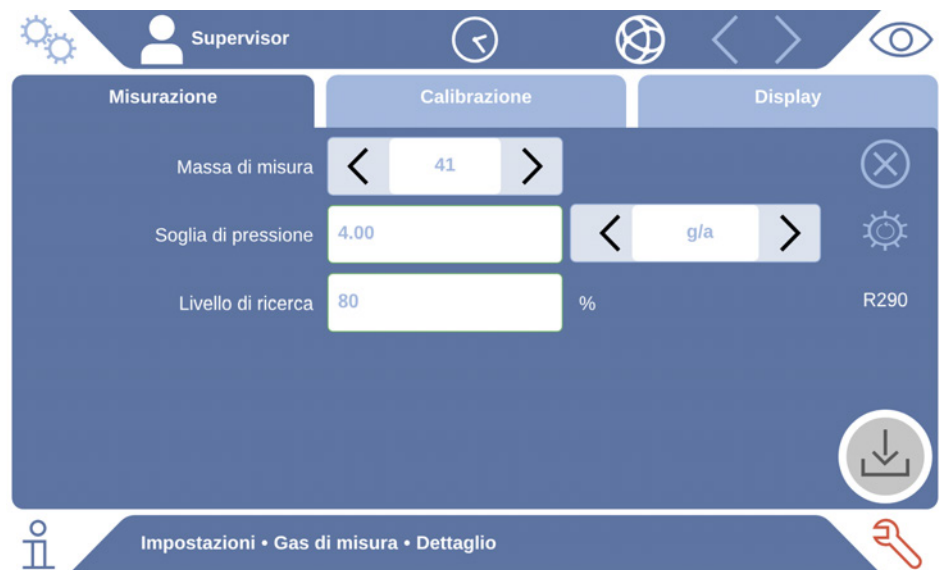 Supervisor
Misurazione
Calibrazione
Display
Massa di misura
41
Soglia di pressione
4.00
g/a
Livello di ricerca
80
%
R290
Impostazioni • Gas di misura • Dettaglio